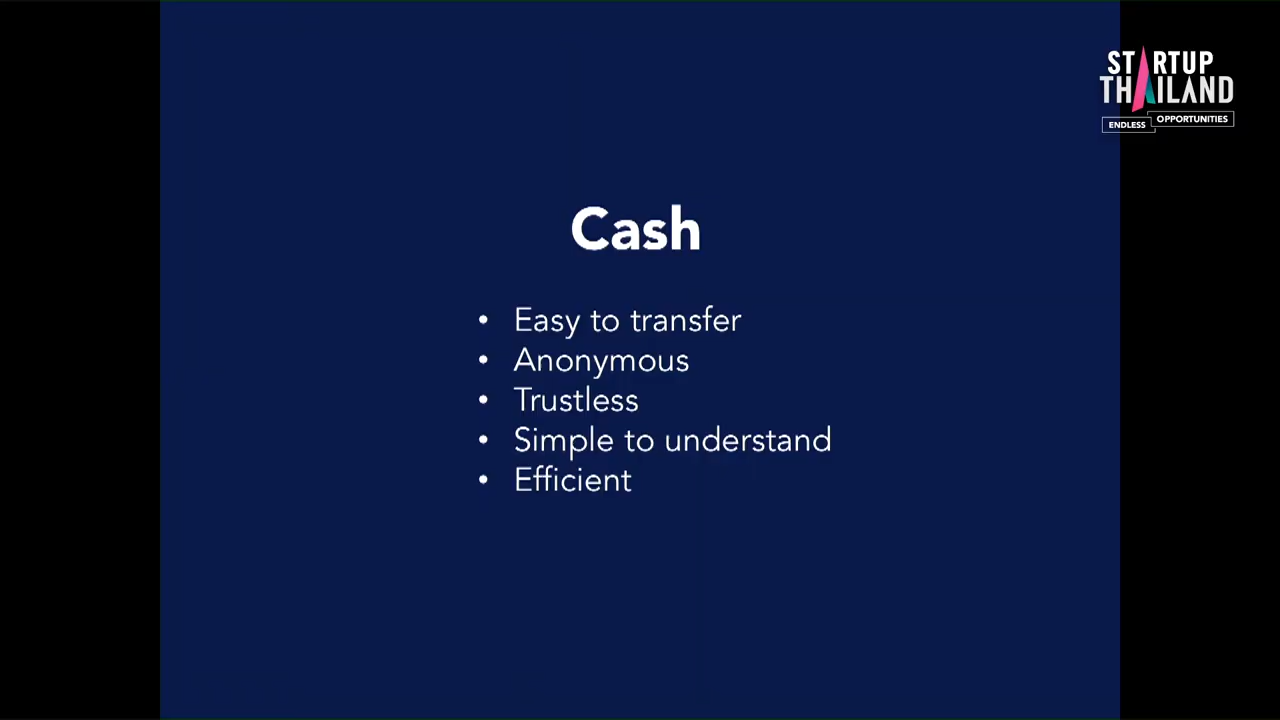 STARTUP
THAILAND
ENDLESS OPPORTUNITIES
Cash
• Easy to transfer
• Anonymous
• Trustless
• Simple to understand
• Efficient